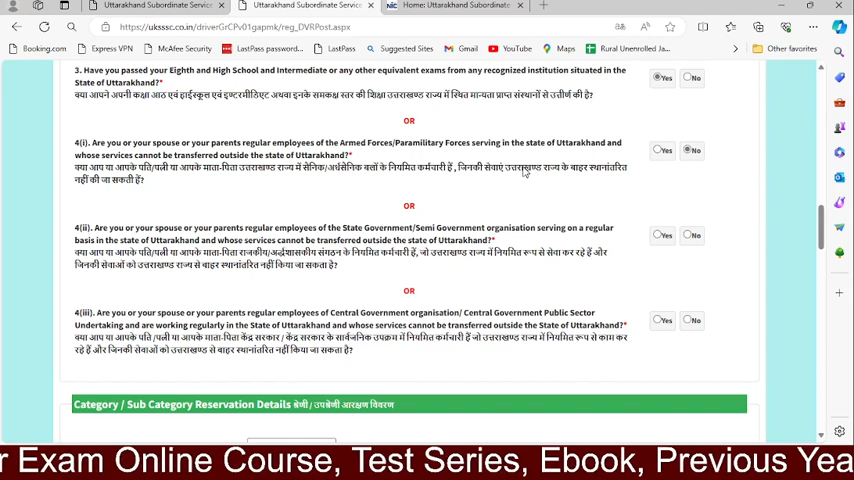 Uttarakhand Subordinate Service
Uttarakhand Subordinate Service
NIC
Home: Uttarakhand Subordinate
https://uksssc.co.in/driverGrCPv01gapmk/reg_DVRPost.aspx
Booking.com
Express VPN
McAfee Security
LastPass password...
LastPass
Suggested Sites
Gmail
YouTube
Maps
Rural Unenrolled Ja...
Other favorites
3. Have you passed your Eighth and High School and Intermediate or any other equivalent exams from any recognized institution situated in the
State of Uttarakhand?*
Yes No
क्या आपने अपनी कक्षा आठ एवं हाईस्कूल एवं इण्टरमीडिएट अथवा इनके समकक्ष स्तर की शिक्षा उत्तराखण्ड राज्य में स्थित मान्यता प्राप्त संस्थानों से उत्तीर्ण की है?
OR
4(i). Are you or your spouse or your parents regular employees of the Armed Forces/Paramilitary Forces serving in the state of Uttarakhand and
whose services cannot be transferred outside the state of Uttarakhand?*
Yes No
क्या आप या आपके पति/पत्नी या आपके माता-पिता उत्तराखण्ड राज्य में सैनिक/अर्धसैनिक बलों के नियमित कर्मचारी हैं , जिनकी सेवाएं उत्तराखण्ड राज्य के बाहर स्थानांतरित
नहीं की जा सकती हैं?
OR
4(ii). Are you or your spouse or your parents regular employees of the State Government/Semi Government organisation serving on a regular
basis in the state of Uttarakhand and whose services cannot be transferred outside the state of Uttarakhand?*
Yes No
क्या आप या आपके पति/पत्नी या आपके माता-पिता राजकीय/अर्द्धशासकीय संगठन के नियमित कर्मचारी हैं, जो उत्तराखण्ड राज्य में नियमित रूप से सेवा कर रहे हैं और
जिनकी सेवाओं को उत्तराखण्ड राज्य से बाहर स्थानांतरित नहीं किया जा सकता है?
OR
4(iii). Are you or your spouse or your parents regular employees of Central Government organisation/ Central Government Public Sector
Undertaking and are working regularly in the State of Uttarakhand and whose services cannot be transferred outside the State of Uttarakhand?*
Yes No
क्या आप या आपके पति /पत्नी या आपके माता-पिता केंद्र सरकार / केंद्र सरकार के सार्वजनिक उपक्रम में नियमित कर्मचारी हैं जो उत्तराखण्ड राज्य में नियमित रूप से काम कर
रहे हैं और जिनकी सेवाओं को उत्तराखण्ड राज्य से बाहर स्थानांतरित नहीं किया जा सकता है?
Category / Sub Category Reservation Details श्रेणी / उपश्रेणी आरक्षण विवरण
r Exam Online Course, Test Series, Ebook, Previous Yea